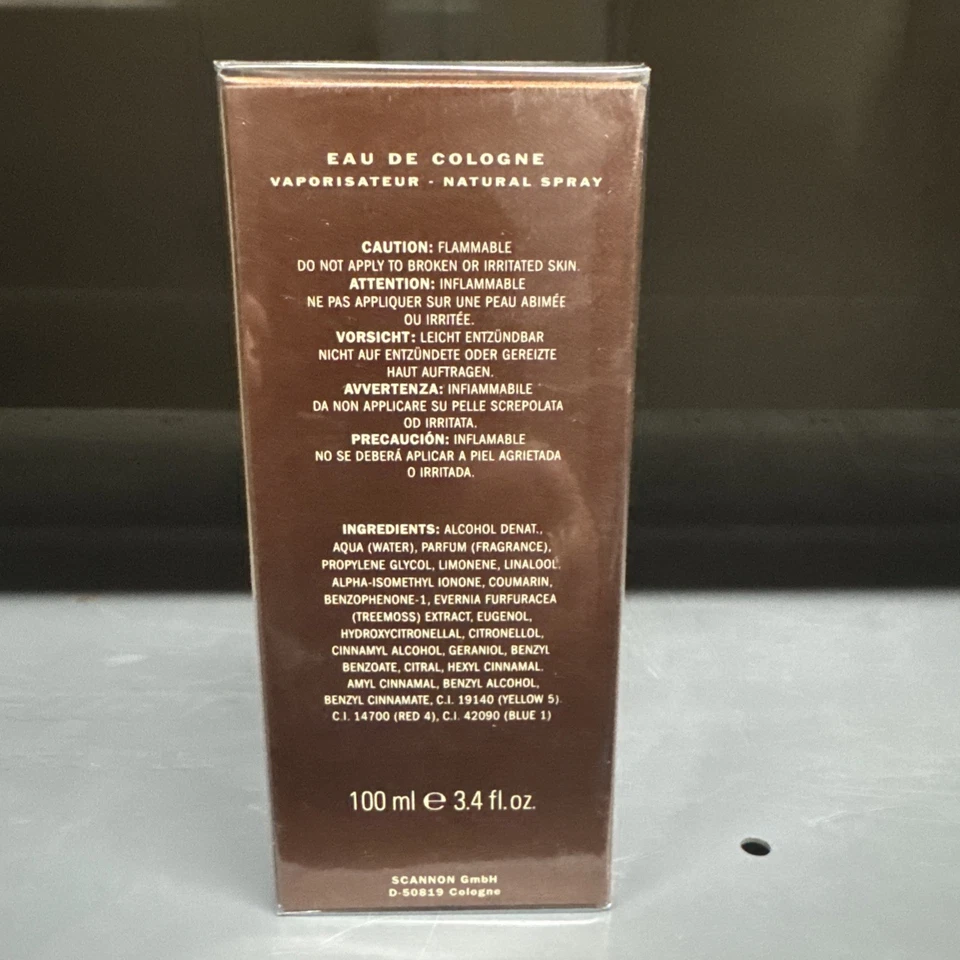 EAU DE COLOGNE
VAPORISATEUR - NATURAL SPRAY
CAUTION: FLAMMABLE
DO NOT APPLY TO BROKEN OR IRRITATED SKIN.
ATTENTION: INFLAMMABLE
NE PAS APPLIQUER SUR UNE PEAU ABIMÉE
OU IRRITÉE.
VORSICHT: LEICHT ENTZÜNDBAR
NICHT AUF ENTZÜNDETE ODER GEREIZTE
HAUT AUFTRAGEN.
AVVERTENZA: INFIAMMABILE
DA NON APPLICARE SU PELLE SCREPOLATA
OD IRRITATA.
PRECAUCIÓN: INFLAMABLE
NO SE DEBERÁ APLICAR A PIEL AGRIETADA
O IRRITADA.
INGREDIENTS: ALCOHOL DENAT.,
AQUA (WATER), PARFUM (FRAGRANCE),
PROPYLENE GLYCOL, LIMONENE, LINALOOL.
ALPHA-ISOMETHYL IONONE, COUMARIN,
BENZOPHENONE-1, EVERNIA FURFURACEA
(TREEMOSS) EXTRACT, EUGENOL,
HYDROXYCITRONELLAL, CITRONELLOL,
CINNAMYL ALCOHOL, GERANIOL, BENZYL
BENZOATE, CITRAL, HEXYL CINNAMAL.
AMYL CINNAMAL, BENZYL ALCOHOL,
BENZYL CINNAMATE, C.I. 19140 (YELLOW 5).
C.I. 14700 (RED 4), C.I. 42090 (BLUE 1)
100 ml ℮ 3.4 fl.oz.
SCANNON GmbH
D-50819 Cologne